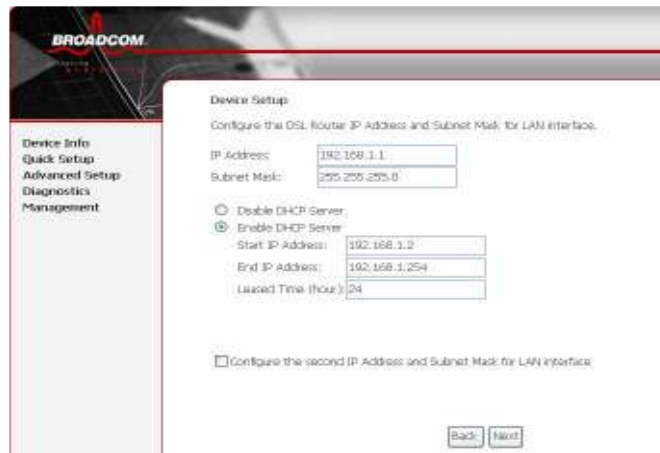 BROADCOM
Device Info
Quick Setup
Advanced Setup
Diagnostics
Management
Device Setup
Configure the DSL Router IP Address and Subnet Mask for LAN interface.
IP Address: 192.168.1.1
Subnet Mask: 255.255.255.0
Disable DHCP Server
Enable DHCP Server
Start IP Address: 192.168.1.2
End IP Address: 192.168.1.254
Leased Time (hour): 24
Configure the second IP Address and Subnet Mask for LAN interface
Back Next